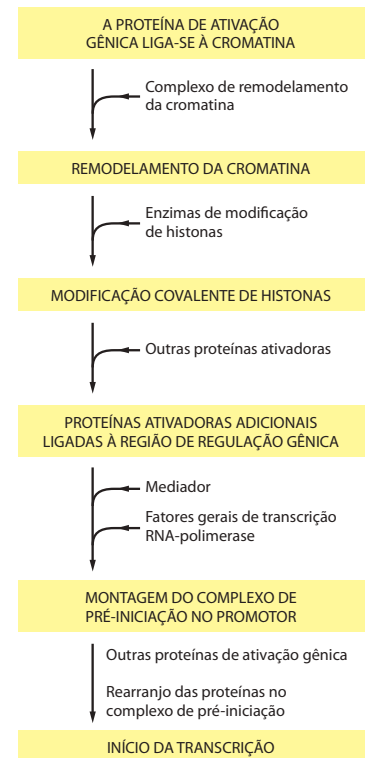 A PROTEÍNA DE ATIVAÇÃO
GÊNICA LIGA-SE À CROMATINA
Complexo de remodelamento
da cromatina
REMODELAMENTO DA CROMATINA
Enzimas de modificação
de histonas
MODIFICAÇÃO COVALENTE DE HISTONAS
Outras proteínas ativadoras
PROTEÍNAS ATIVADORAS ADICIONAIS
LIGADAS À REGIÃO DE REGULAÇÃO GÊNICA
Mediador
Fatores gerais de transcrição
RNA-polimerase
MONTAGEM DO COMPLEXO DE
PRÉ-INICIAÇÃO NO PROMOTOR
Outras proteínas de ativação gênica
Rearranjo das proteínas no
complexo de pré-iniciação
INÍCIO DA TRANSCRIÇÃO